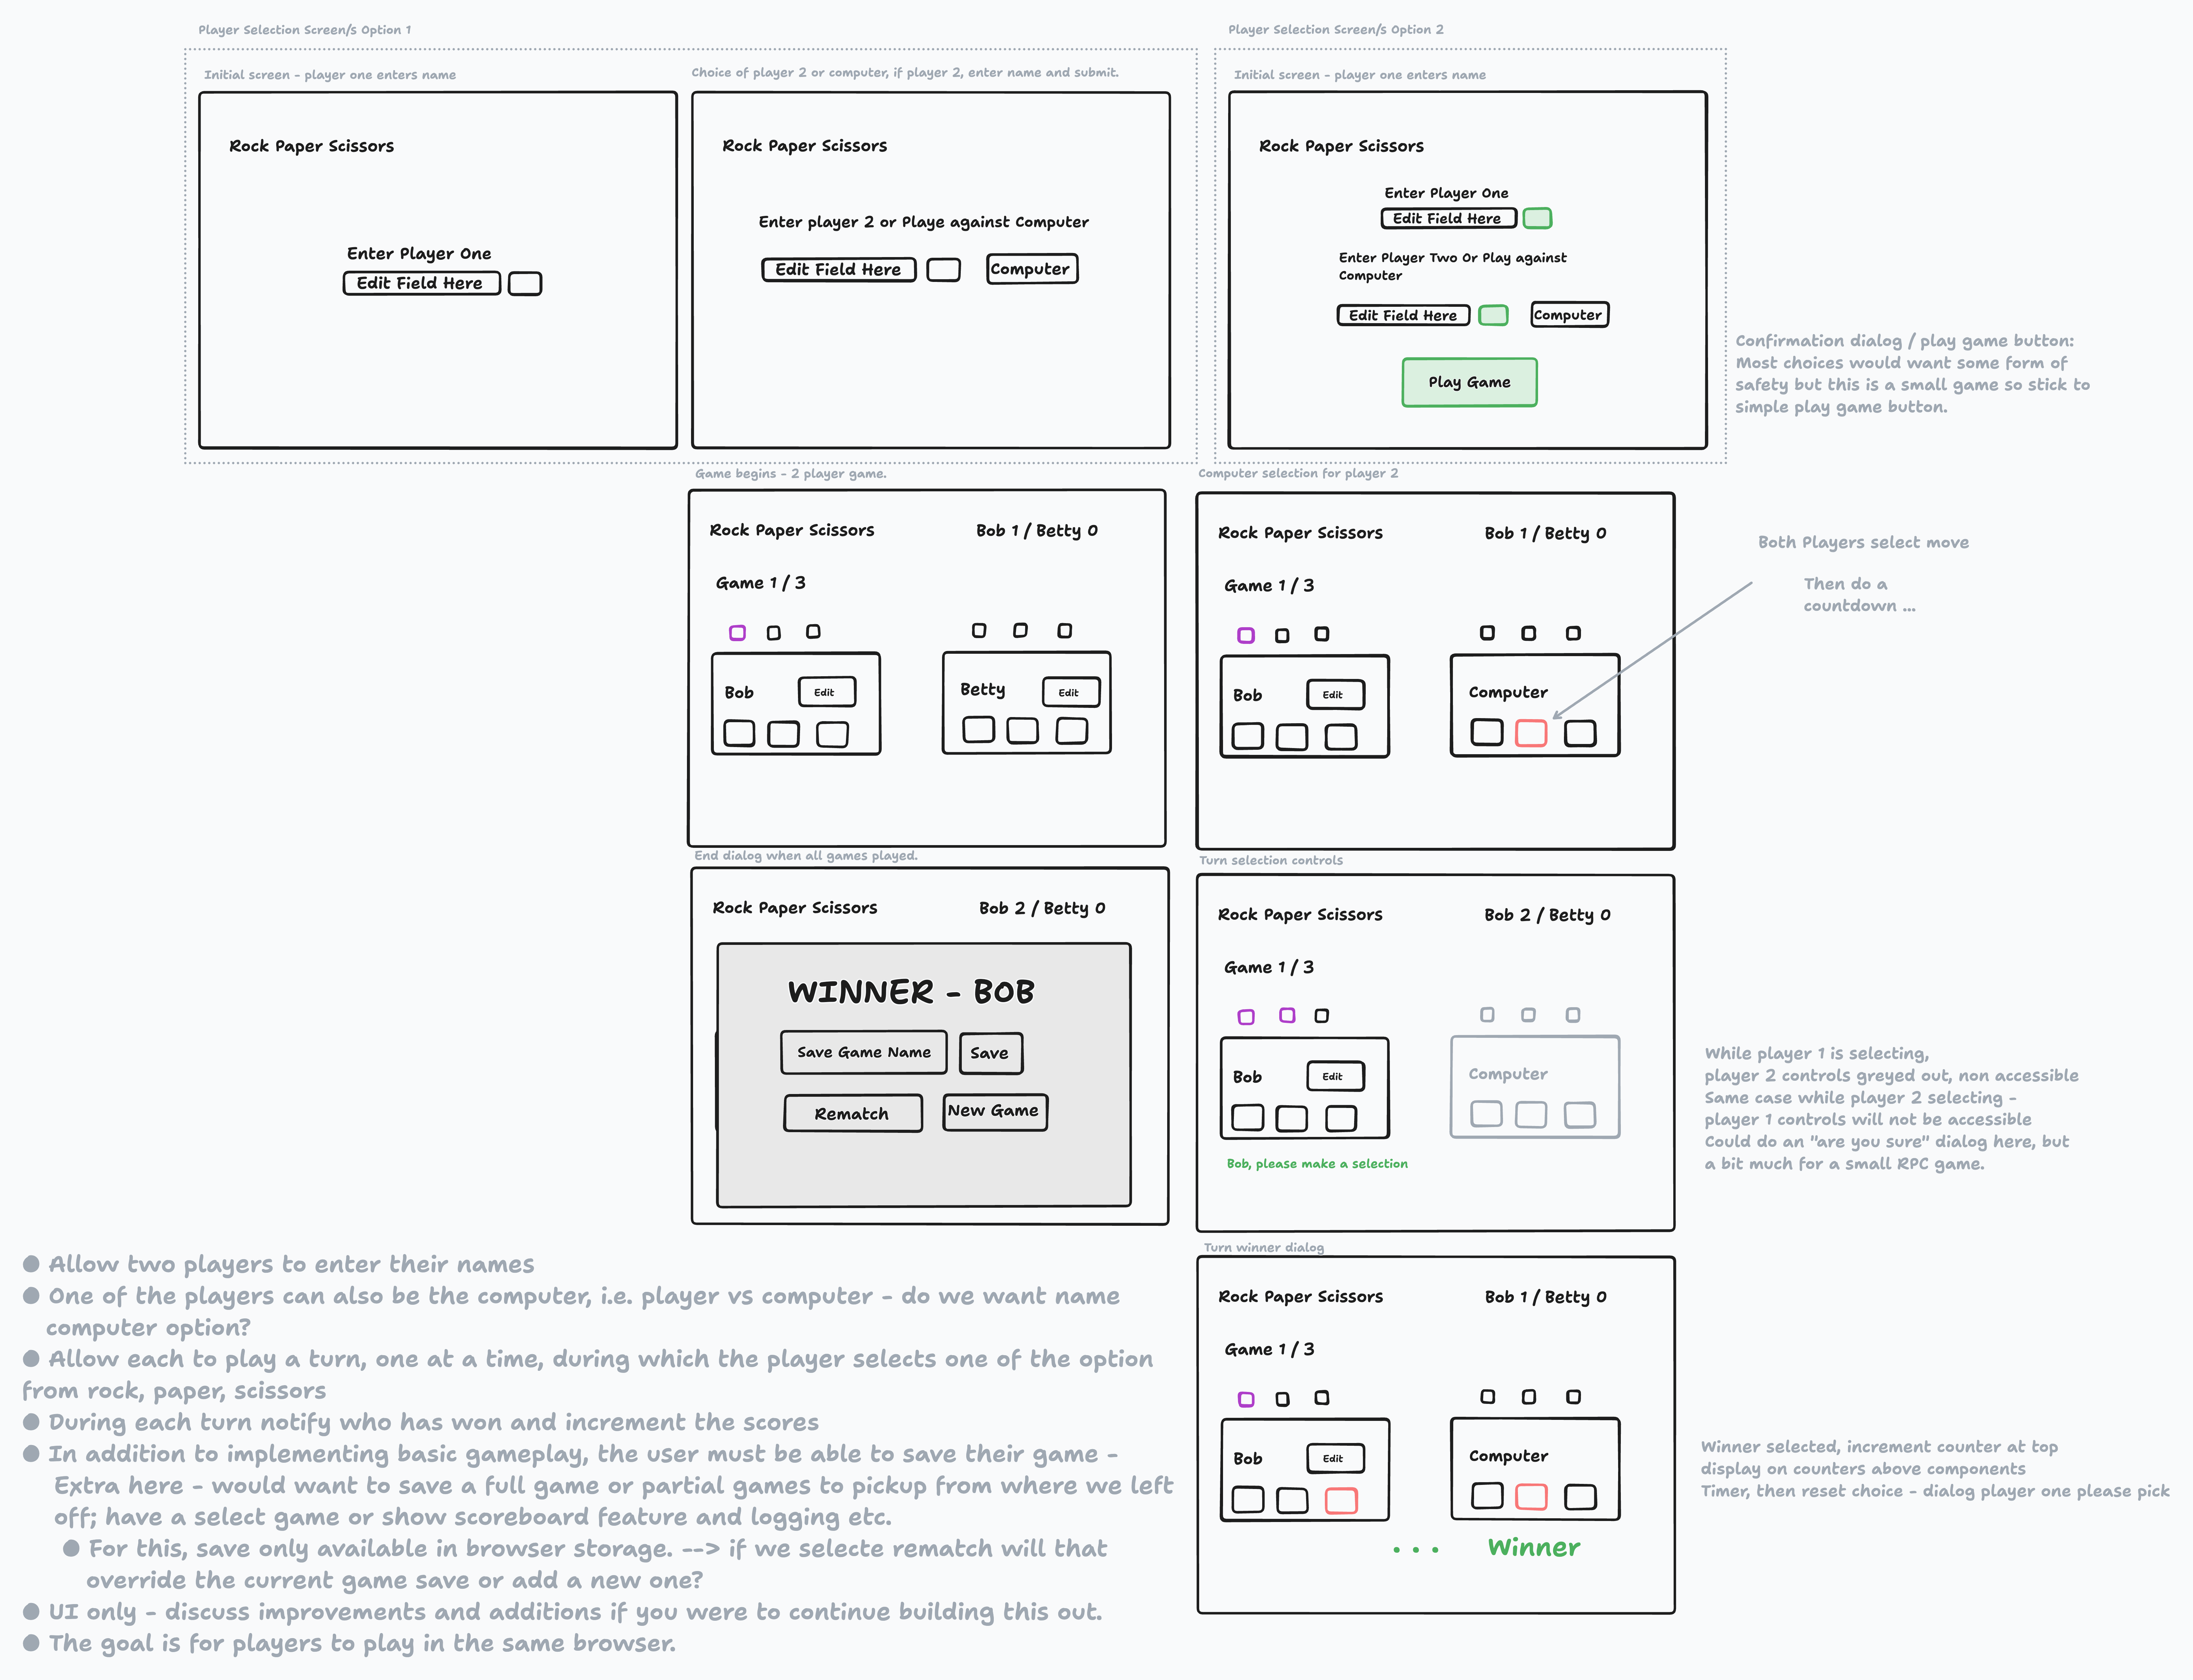 Player Selection Screen/s Option 1
Initial screen - player one enters name
Rock Paper Scissors
Enter Player One
Edit Field Here
Choice of player 2 or computer, if player 2, enter name and submit.
Rock Paper Scissors
Enter player 2 or Playe against Computer
Edit Field Here
Computer
Player Selection Screen/s Option 2
Initial screen - player one enters name
Rock Paper Scissors
Enter Player One
Edit Field Here
Enter Player Two Or Play against
Computer
Edit Field Here
Computer
Play Game
Confirmation dialog / play game button:
Most choices would want some form of
safety but this is a small game so stick to
simple play game button.
Game begins - 2 player game.
Rock Paper Scissors
Bob 1 / Betty 0
Game 1 / 3
Bob
Edit
Betty
Edit
Computer selection for player 2
Rock Paper Scissors
Bob 1 / Betty 0
Game 1 / 3
Bob
Edit
Computer
Both Players select move
Then do a
countdown ...
End dialog when all games played.
Rock Paper Scissors
Bob 2 / Betty 0
WINNER - BOB
Save Game Name
Save
Rematch
New Game
Turn selection controls
Rock Paper Scissors
Bob 2 / Betty 0
Game 1 / 3
Bob
Edit
Computer
Bob, please make a selection
While player 1 is selecting,
player 2 controls greyed out, non accessible
Same case while player 2 selecting -
player 1 controls will not be accessible
Could do an "are you sure" dialog here, but
a bit much for a small RPC game.
Turn winner dialog
Rock Paper Scissors
Bob 1 / Betty 0
Game 1 / 3
Bob
Edit
Computer
... Winner
Winner selected, increment counter at top
display on counters above components
Timer, then reset choice - dialog player one please pick
● Allow two players to enter their names
● One of the players can also be the computer, i.e. player vs computer - do we want name
computer option?
● Allow each to play a turn, one at a time, during which the player selects one of the option
from rock, paper, scissors
● During each turn notify who has won and increment the scores
● In addition to implementing basic gameplay, the user must be able to save their game -
Extra here - would want to save a full game or partial games to pickup from where we left
off; have a select game or show scoreboard feature and logging etc.
● For this, save only available in browser storage. --> if we selecte rematch will that
override the current game save or add a new one?
● UI only - discuss improvements and additions if you were to continue building this out.
● The goal is for players to play in the same browser.